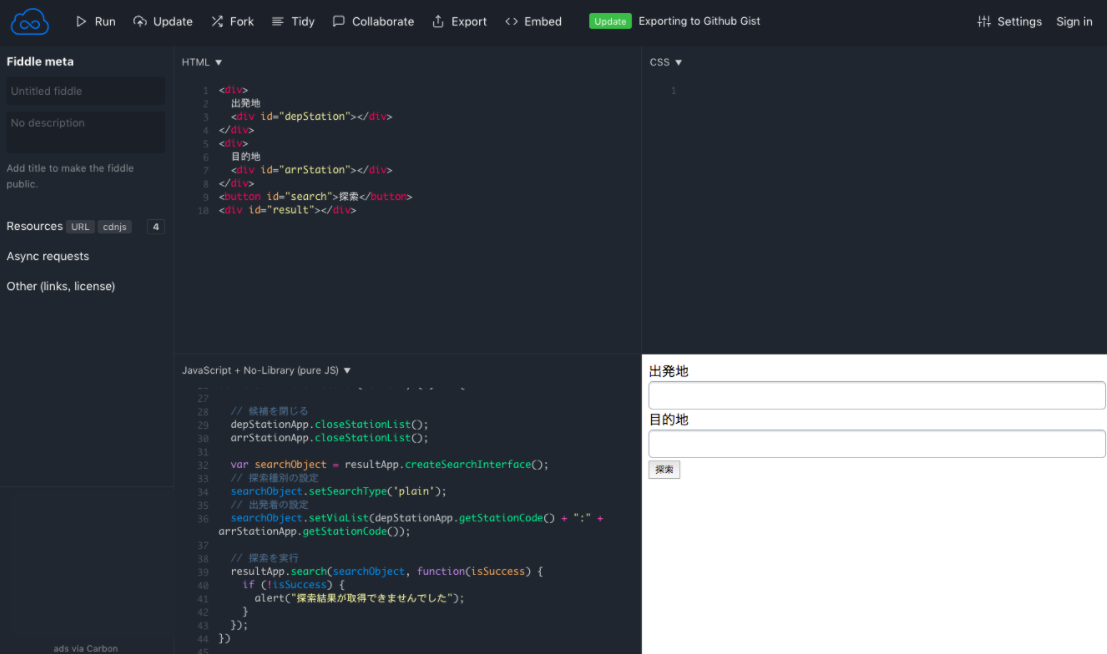 Run Update Fork Tidy Collaborate Export Embed Update Exporting to Github Gist Settings Sign in
Fiddle meta
Untitled fiddle
No description
Add title to make the fiddle
public.
Resources URL cdnjs 4
Async requests
Other (links, license)
ads via Carbon
HTML ▼
1 <div>
2 出発地
3 <div id="depStation"></div>
4 </div>
5 <div>
6 目的地
7 <div id="arrStation"></div>
8 </div>
9 <button id="search">探索</button>
10 <div id="result"></div>
CSS ▼
1
JavaScript + No-Library (pure JS) ▼
27
28 // 候補を閉じる
29 depStationApp.closeStationList();
30 arrStationApp.closeStationList();
31
32 var searchObject = resultApp.createSearchInterface();
33 // 探索種別の設定
34 searchObject.setSearchType("plain");
35 // 出発着の設定
36 searchObject.setViaList(depStationApp.getStationCode() + ":" +
arrStationApp.getStationCode());
37
38 // 探索を実行
39 resultApp.search(searchObject, function(isSuccess) {
40 if (!isSuccess) {
41 alert("探索結果が取得できませんでした");
42 }
43 });
44 })
45
出発地
目的地
探索